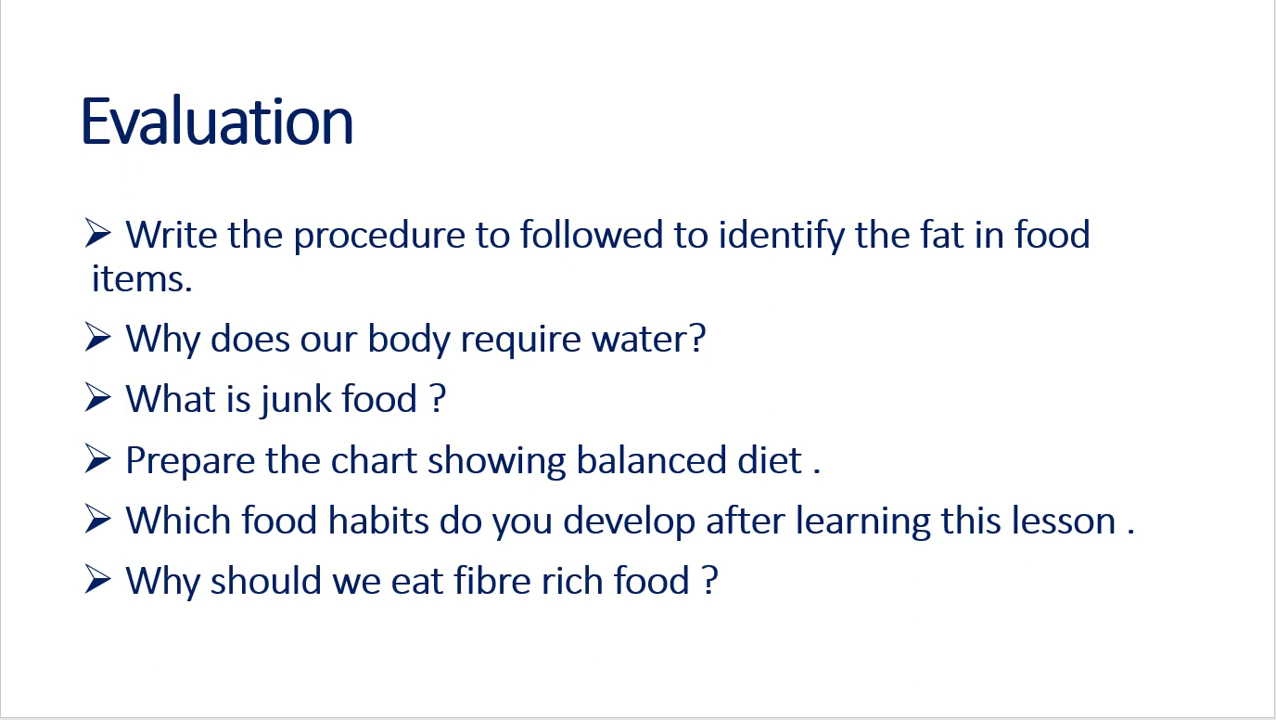 Evaluation
➢ Write the procedure to followed to identify the fat in food
items.
➢ Why does our body require water?
➢ What is junk food ?
➢ Prepare the chart showing balanced diet .
➢ Which food habits do you develop after learning this lesson .
➢ Why should we eat fibre rich food ?